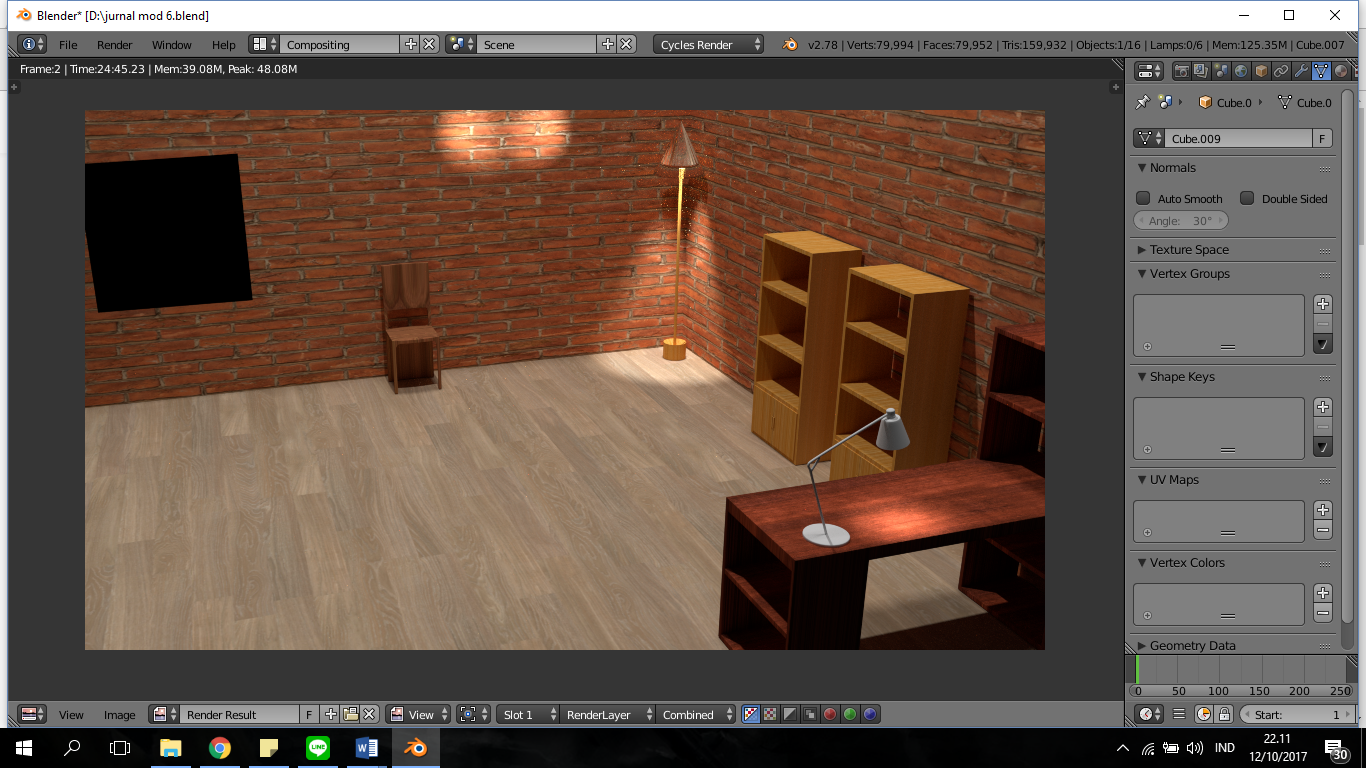 Blender* [D:\jurnal mod 6.blend]
File Render Window Help Compositing Scene Cycles Render v2.78 | Verts:79,994 | Faces:79,952 | Tris:159,932 | Objects:1/16 | Lamps:0/6 | Mem:125.35M | Cube.007
Frame:2 | Time:24:45.23 | Mem:39.08M, Peak: 48.08M
Cube.0 Cube.0
Cube.009 F
Normals
Auto Smooth Double Sided
Angle: 30°
Texture Space
Vertex Groups
Shape Keys
UV Maps
Vertex Colors
Geometry Data
0 50 100 150 200 250
View Image Render Result F View Slot 1 RenderLayer Combined Start: 1
LINE W IND 22.11
12/10/2017 30